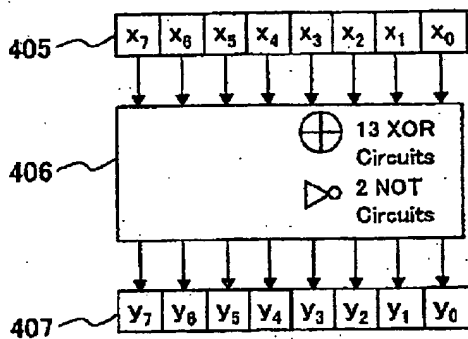 405 x₇ x₆ x₅ x₄ x₃ x₂ x₁ x₀
13 XOR
Circuits
406
2 NOT
Circuits
407 y₇ y₆ y₅ y₄ y₃ y₂ y₁ y₀